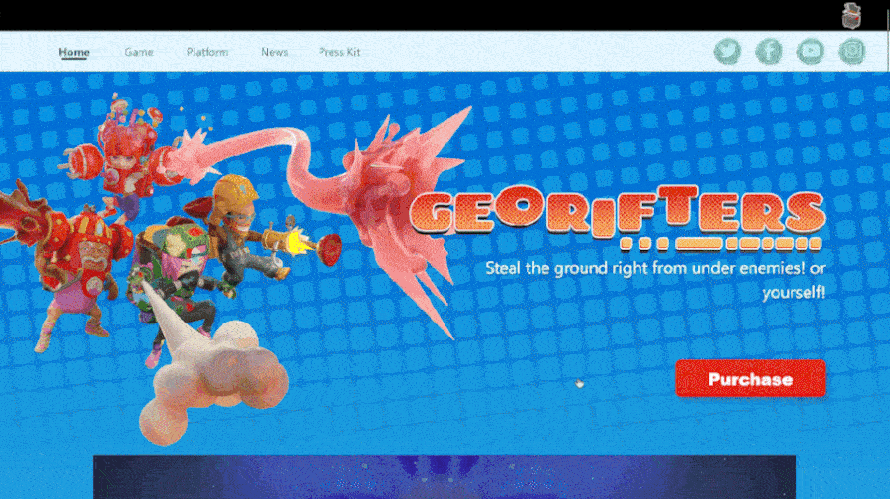 Home
Game
Platform
News
Press Kit
GEORIFTERS
Steal the ground right from under enemies! or
yourself!
Purchase